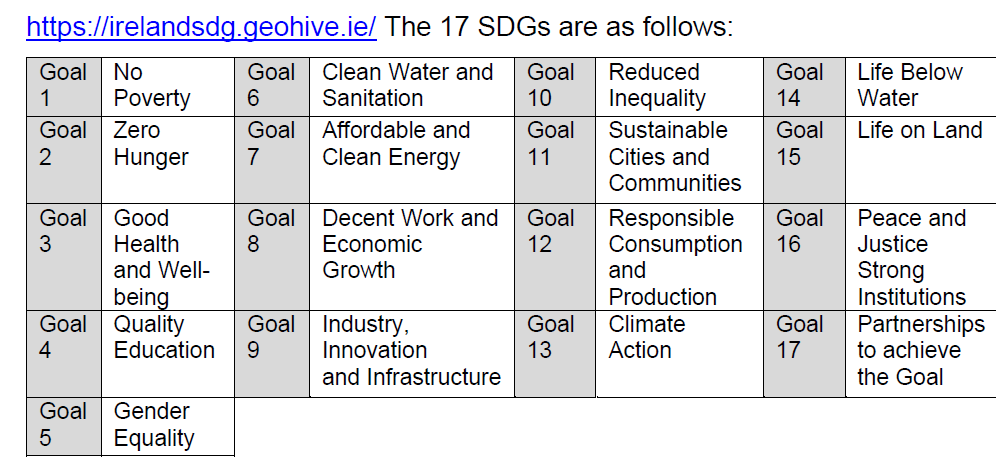 https://irelandsdg.geohive.ie/ The 17 SDGs are as follows:
Goal 1 No Poverty Goal 6 Clean Water and Sanitation Goal 10 Reduced Inequality Goal 14 Life Below Water
Goal 2 Zero Hunger Goal 7 Affordable and Clean Energy Goal 11 Sustainable Cities and Communities Goal 15 Life on Land
Goal 3 Good Health and Well-being Goal 8 Decent Work and Economic Growth Goal 12 Responsible Consumption and Production Goal 16 Peace and Justice Strong Institutions
Goal 4 Quality Education Goal 9 Industry, Innovation and Infrastructure Goal 13 Climate Action Goal 17 Partnerships to achieve the Goal
Goal 5 Gender Equality